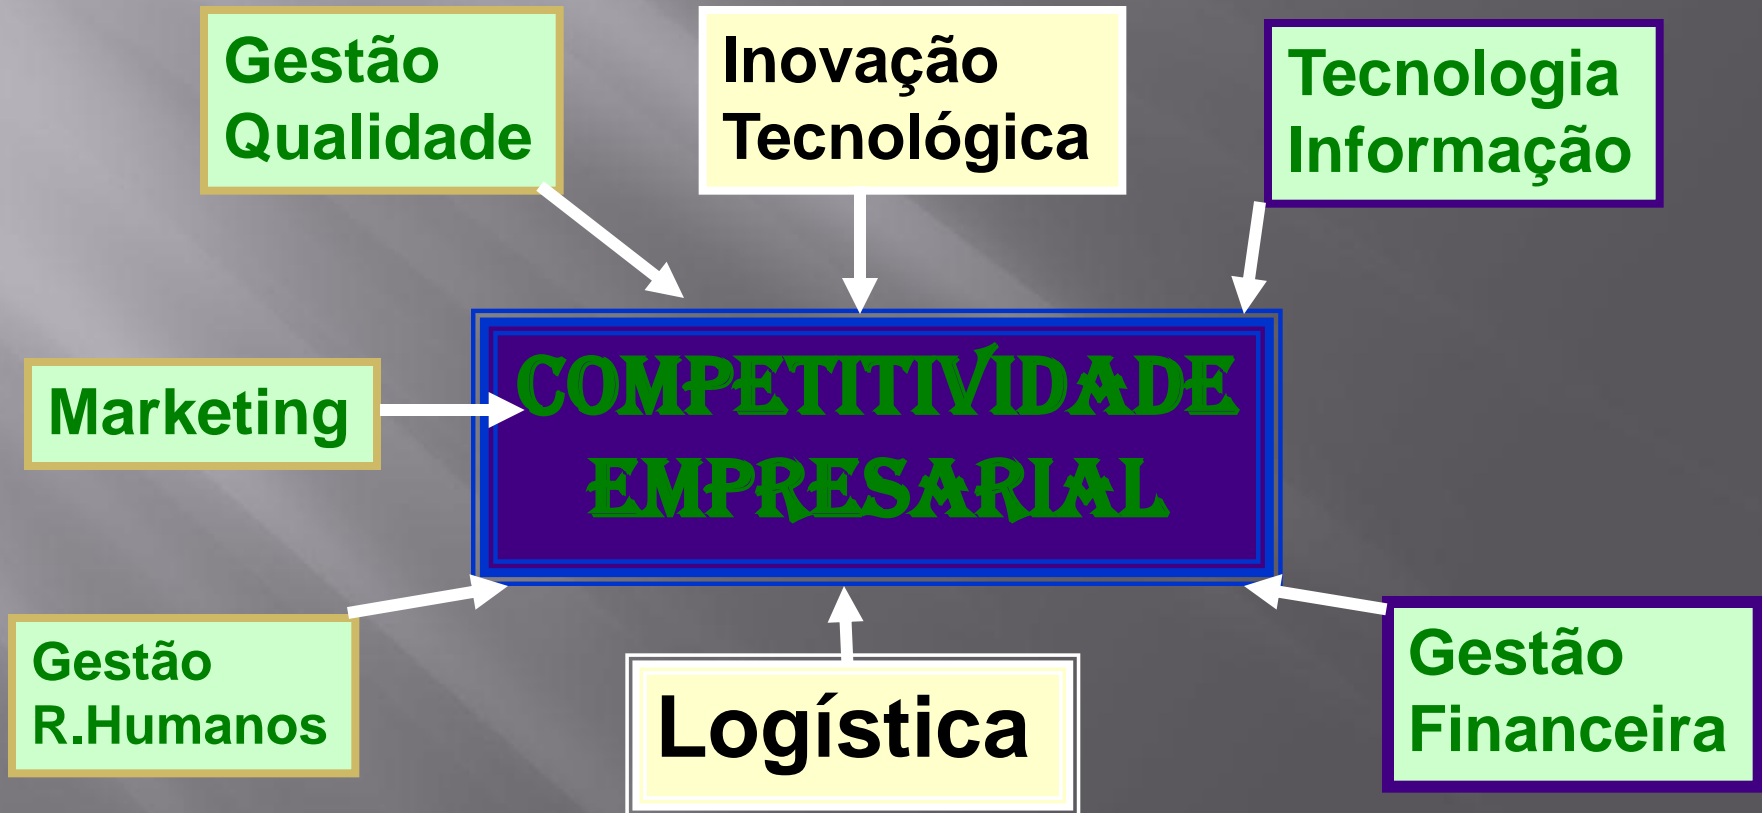 Gestão
Qualidade
Inovação
Tecnológica
Tecnologia
Informação
Marketing
COMPETITIVIDADE
EMPRESARIAL
Gestão
R.Humanos
Logística
Gestão
Financeira